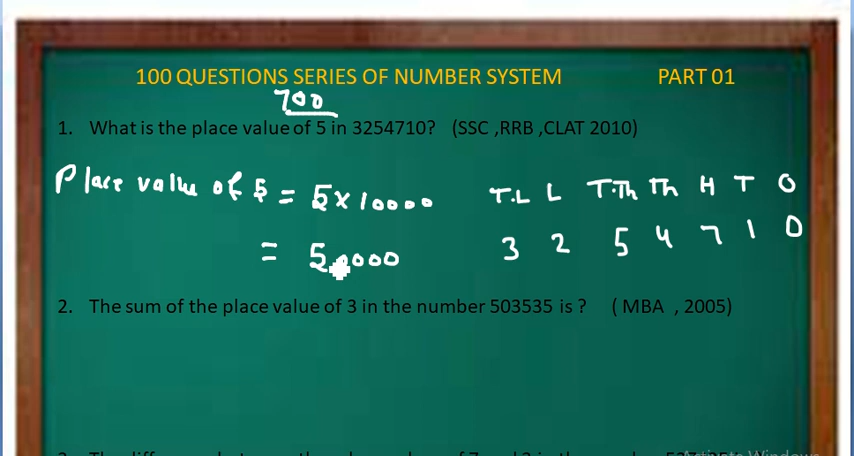 100 QUESTIONS SERIES OF NUMBER SYSTEM PART 01
700
1. What is the place value of 5 in 3254710? (SSC ,RRB ,CLAT 2010)
Place value of 5 = 5 × 10000
T.L L T.Th Th H T O
= 50000
3 2 5 4 7 1 0
2. The sum of the place value of 3 in the number 503535 is ? ( MBA , 2005)